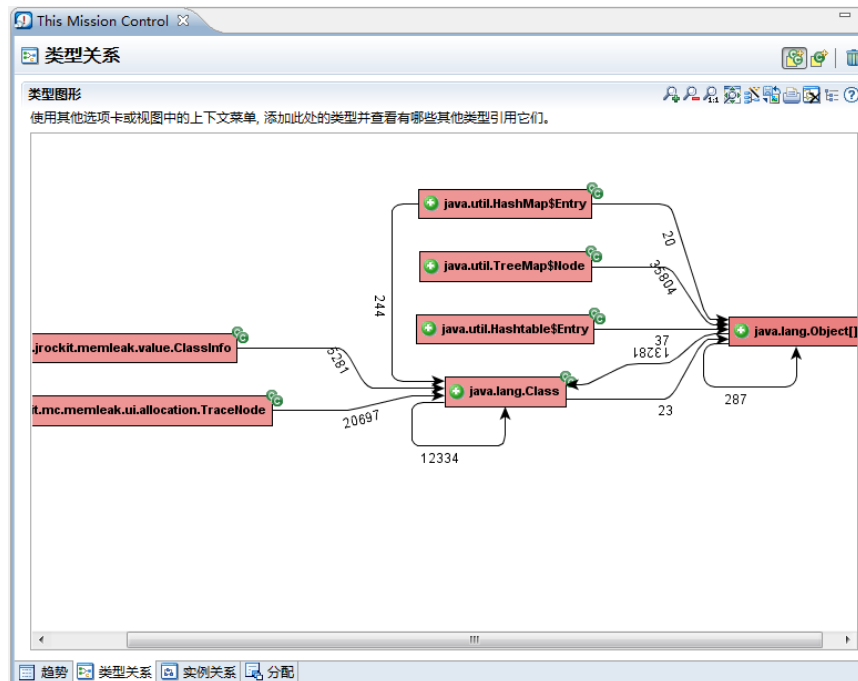 This Mission Control
类型关系
类型图形
使用其他选项卡或视图中的上下文菜单, 添加此处的类型并查看有哪些其他类型引用它们。
java.util.HashMap$Entry
20
java.util.TreeMap$Node
35804
244
java.util.Hashtable$Entry
37
13281
java.lang.Object[]
.jrockit.memleak.value.ClassInfo
5281
java.lang.Class
287
it.mc.memleak.ui.allocation.TraceNode
20697
23
12334
趋势
类型关系
实例关系
分配